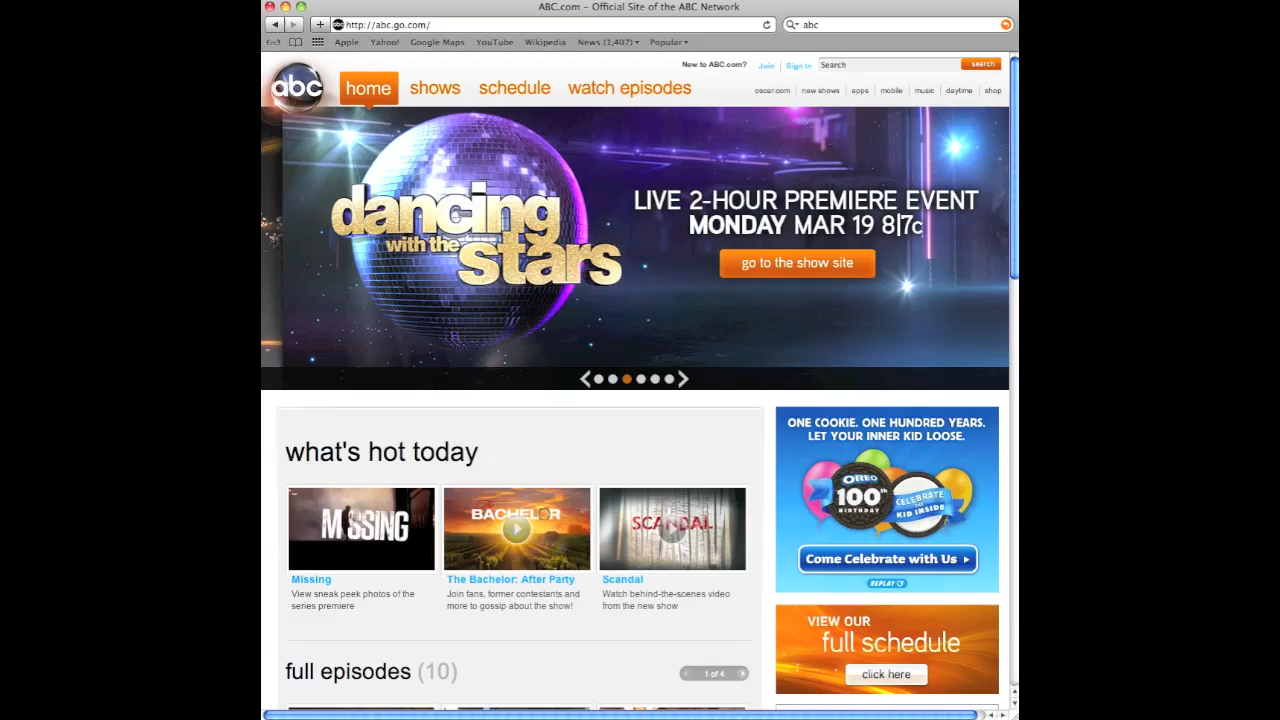 ABC.com – Official Site of the ABC Network
http://abc.go.com/
abc
Apple
Yahoo!
Google Maps
YouTube
Wikipedia
News (1,407)
Popular
New to ABC.com?
Join
Sign In
Search
search
abc
home
shows
schedule
watch episodes
oscar.com
new shows
apps
mobile
music
daytime
shop
dancing
with the
stars
LIVE 2-HOUR PREMIERE EVENT
MONDAY MAR 19 8|7c
go to the show site
what's hot today
MISSING
BACHELOR
SCANDAL
Missing
View sneak peek photos of the
series premiere
The Bachelor: After Party
Join fans, former contestants and
more to gossip about the show!
Scandal
Watch behind-the-scenes video
from the new show
full episodes (10)
1 of 4
ONE COOKIE. ONE HUNDRED YEARS.
LET YOUR INNER KID LOOSE.
OREO
100th
BIRTHDAY
CELEBRATE
THE
KID INSIDE
Come Celebrate with Us
REPLAY
VIEW OUR
full schedule
click here